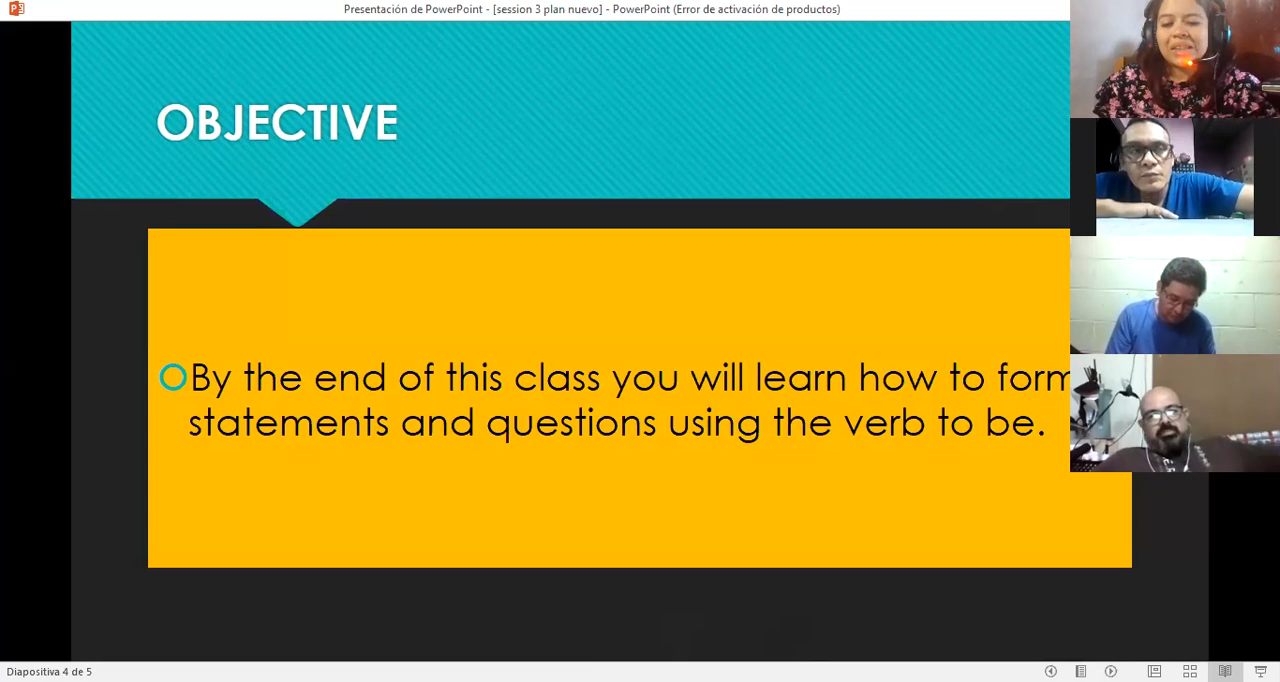 Presentación de PowerPoint - [session 3 plan nuevo] - PowerPoint (Error de activación de productos)
OBJECTIVE
By the end of this class you will learn how to form
statements and questions using the verb to be.
Diapositiva 4 de 5